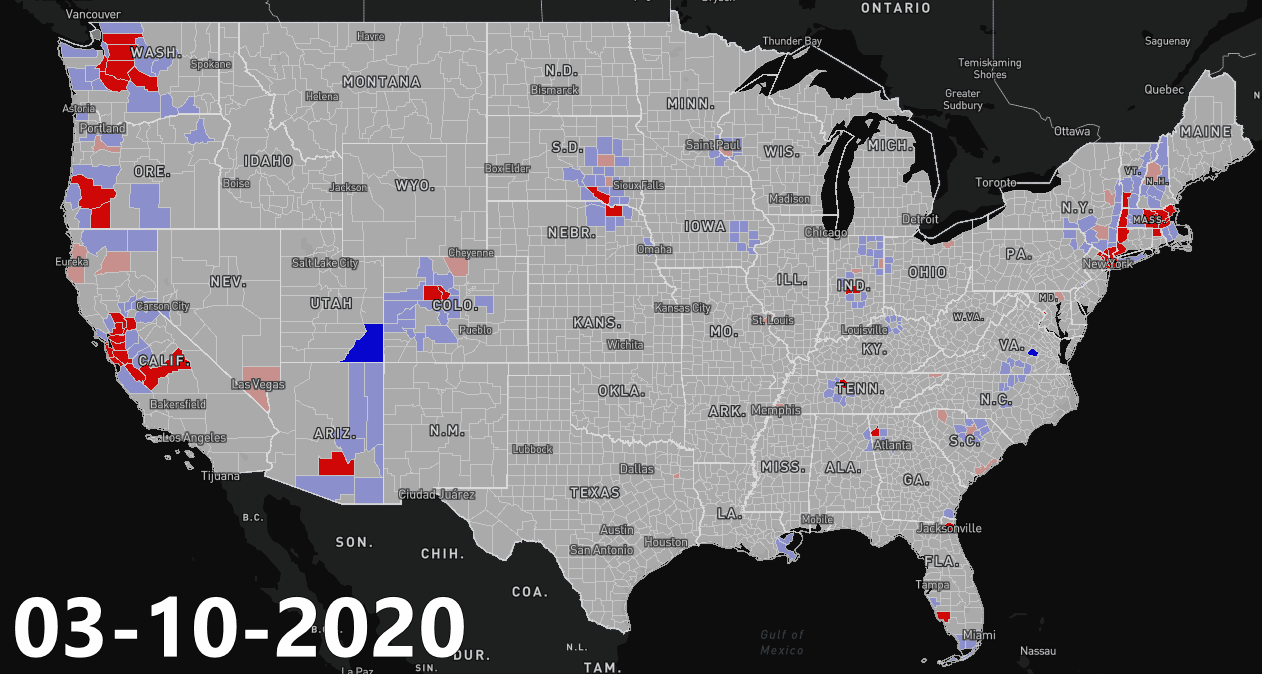 Vancouver
ONTARIO
Havre
WASH.
Spokane
Thunder Bay
Saguenay
MONTANA
N.D.
Bismarck
Temiskaming
Shores
Helena
MINN.
Greater
Sudbury
Quebec
Astoria
Portland
Ottawa
MAINE
ORE.
IDAHO
Boise
Jackson
WYO.
Box Elder
S.D.
Sioux Falls
Saint Paul
WIS.
MICH.
VT.
N.H.
Toronto
Madison
N.Y.
MASS.
Detroit
NEBR.
IOWA
Chicago
Omaha
Eureka
Salt Lake City
Cheyenne
PA.
New York
NEV.
ILL.
IND.
OHIO
UTAH
COLO.
Carson City
MD.
Kansas City
W.VA.
KANS.
MO.
St. Louis
Louisville
Pueblo
KY.
VA.
Wichita
CALIF.
Las Vegas
OKLA.
TENN.
N.C.
Bakersfield
ARK.
Memphis
ARIZ.
N.M.
Los Angeles
Lubbock
Atlanta
S.C.
Tijuana
Dallas
MISS.
ALA.
GA.
Ciudad Juárez
TEXAS
B.C.
LA.
Mobile
Jacksonville
SON.
CHIH.
Austin
San Antonio
Houston
FLA.
Tampa
COA.
03-10-2020
Gulf of
Mexico
Miami
Nassau
N.L.
DUR.
SIN.
TAM.
La Paz